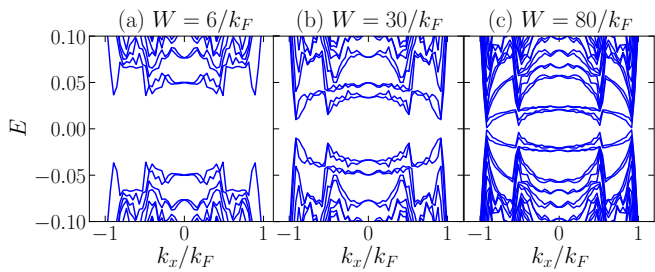 (a) W = 6/k_F (b) W = 30/k_F (c) W = 80/k_F
0.10
0.05
0.00
−0.05
−0.10
E
−1 0 1 −1 0 1 −1 0 1
k_x/k_F k_x/k_F k_x/k_F